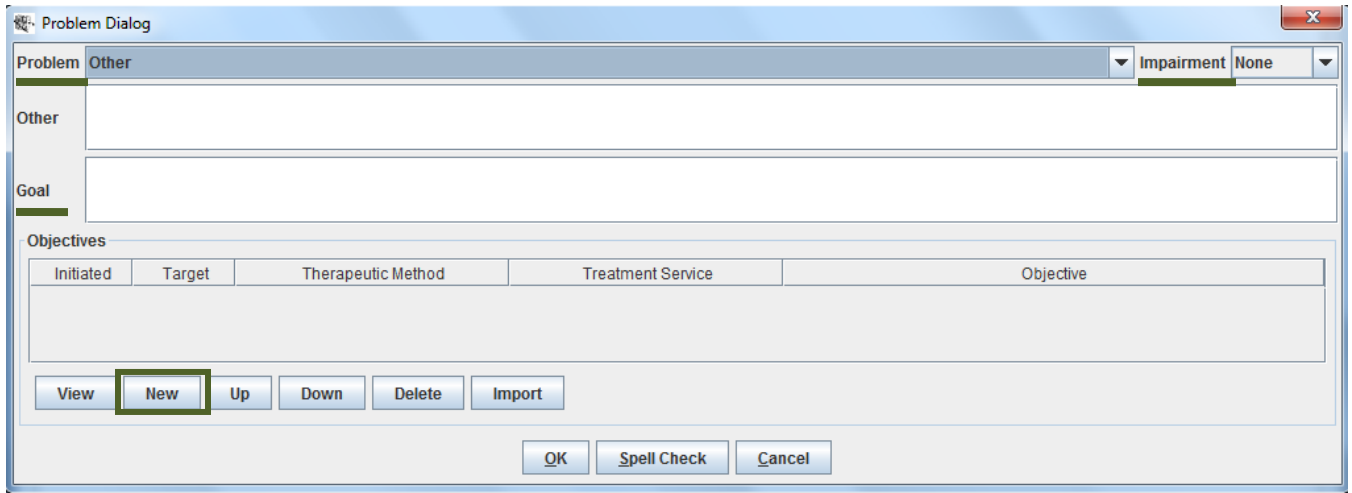 Problem Dialog
x
Problem Other Impairment None
Other
Goal
Objectives
Initiated Target Therapeutic Method Treatment Service Objective
View New Up Down Delete Import
OK Spell Check Cancel